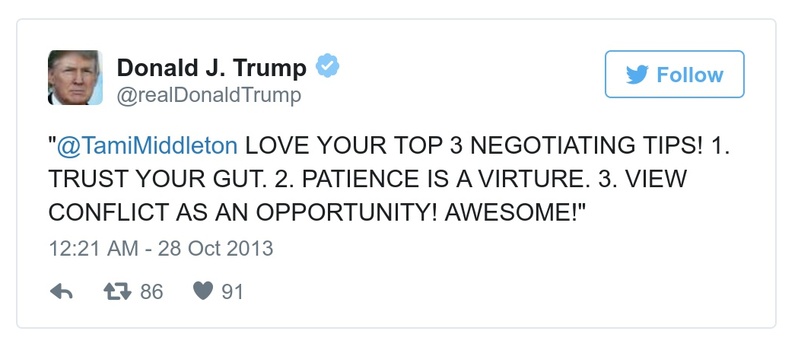 Donald J. Trump
@realDonaldTrump
Follow
"@TamiMiddleton LOVE YOUR TOP 3 NEGOTIATING TIPS! 1.
TRUST YOUR GUT. 2. PATIENCE IS A VIRTURE. 3. VIEW
CONFLICT AS AN OPPORTUNITY! AWESOME!"
12:21 AM - 28 Oct 2013
86 91